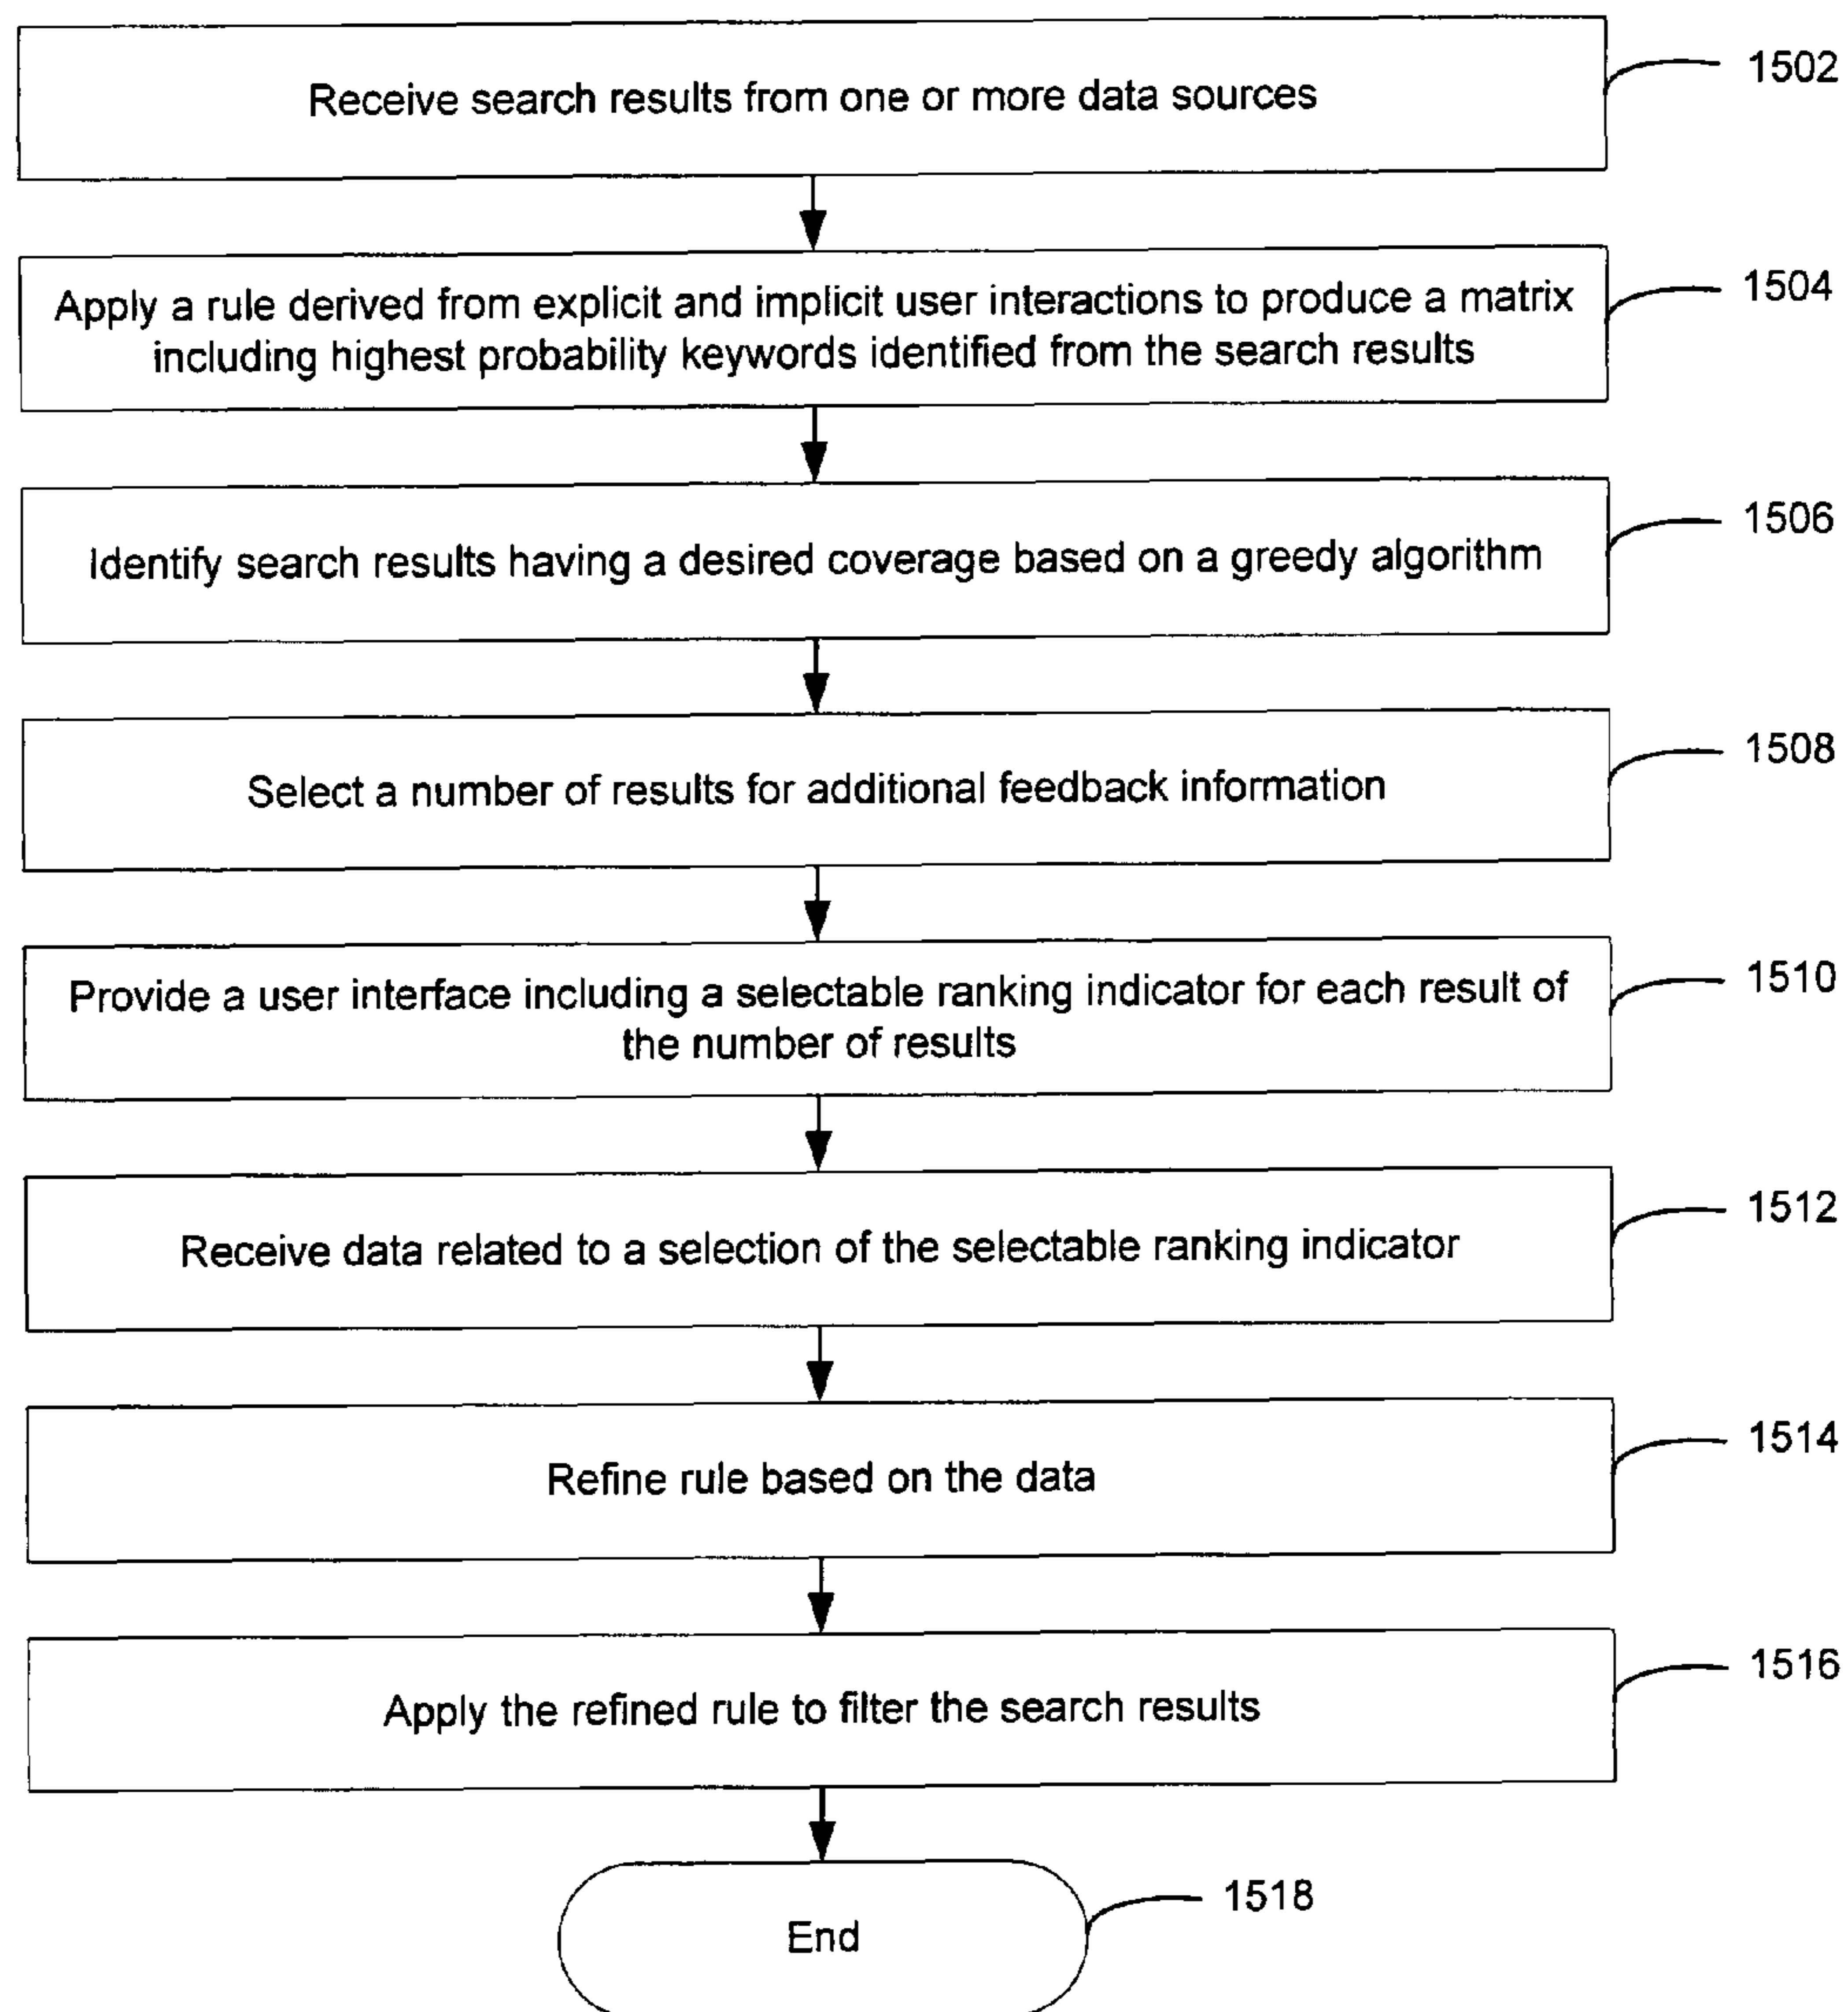 Receive search results from one or more data sources
1502
Apply a rule derived from explicit and implicit user interactions to produce a matrix
including highest probability keywords identified from the search results
1504
Identify search results having a desired coverage based on a greedy algorithm
1506
Select a number of results for additional feedback information
1508
Provide a user interface including a selectable ranking indicator for each result of
the number of results
1510
Receive data related to a selection of the selectable ranking indicator
1512
Refine rule based on the data
1514
Apply the refined rule to filter the search results
1516
End
1518